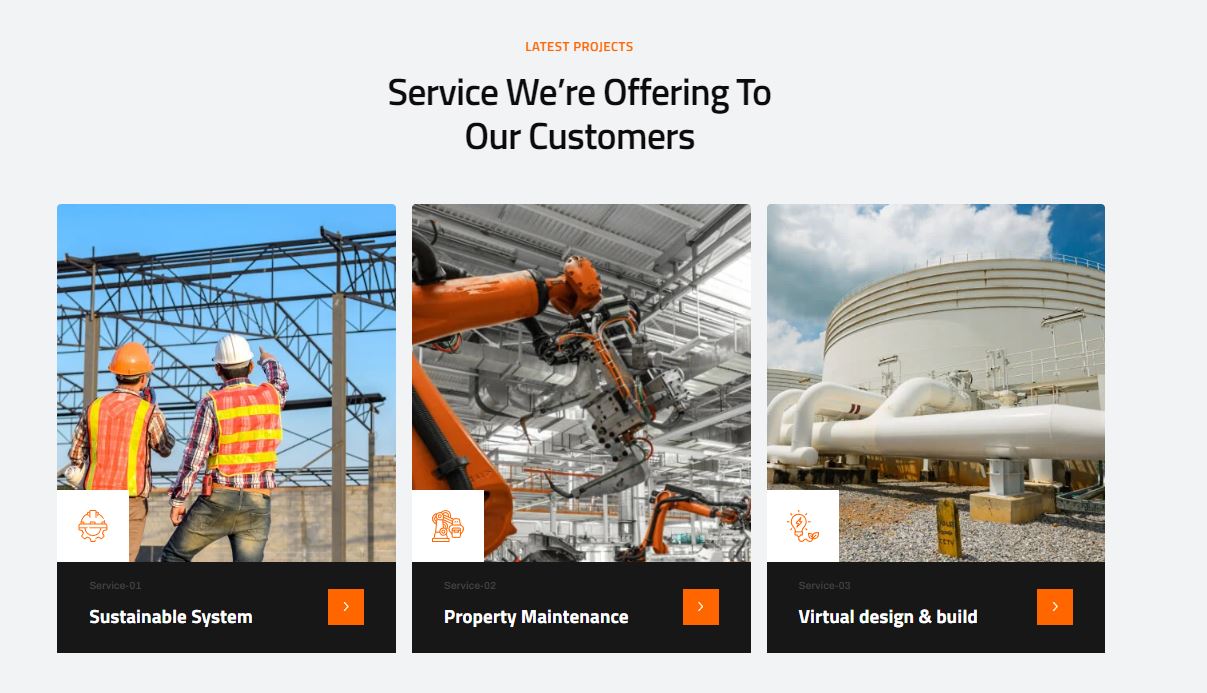 LATEST PROJECTS
Service We’re Offering To
Our Customers
Service-01
Sustainable System
Service-02
Property Maintenance
Service-03
Virtual design & build